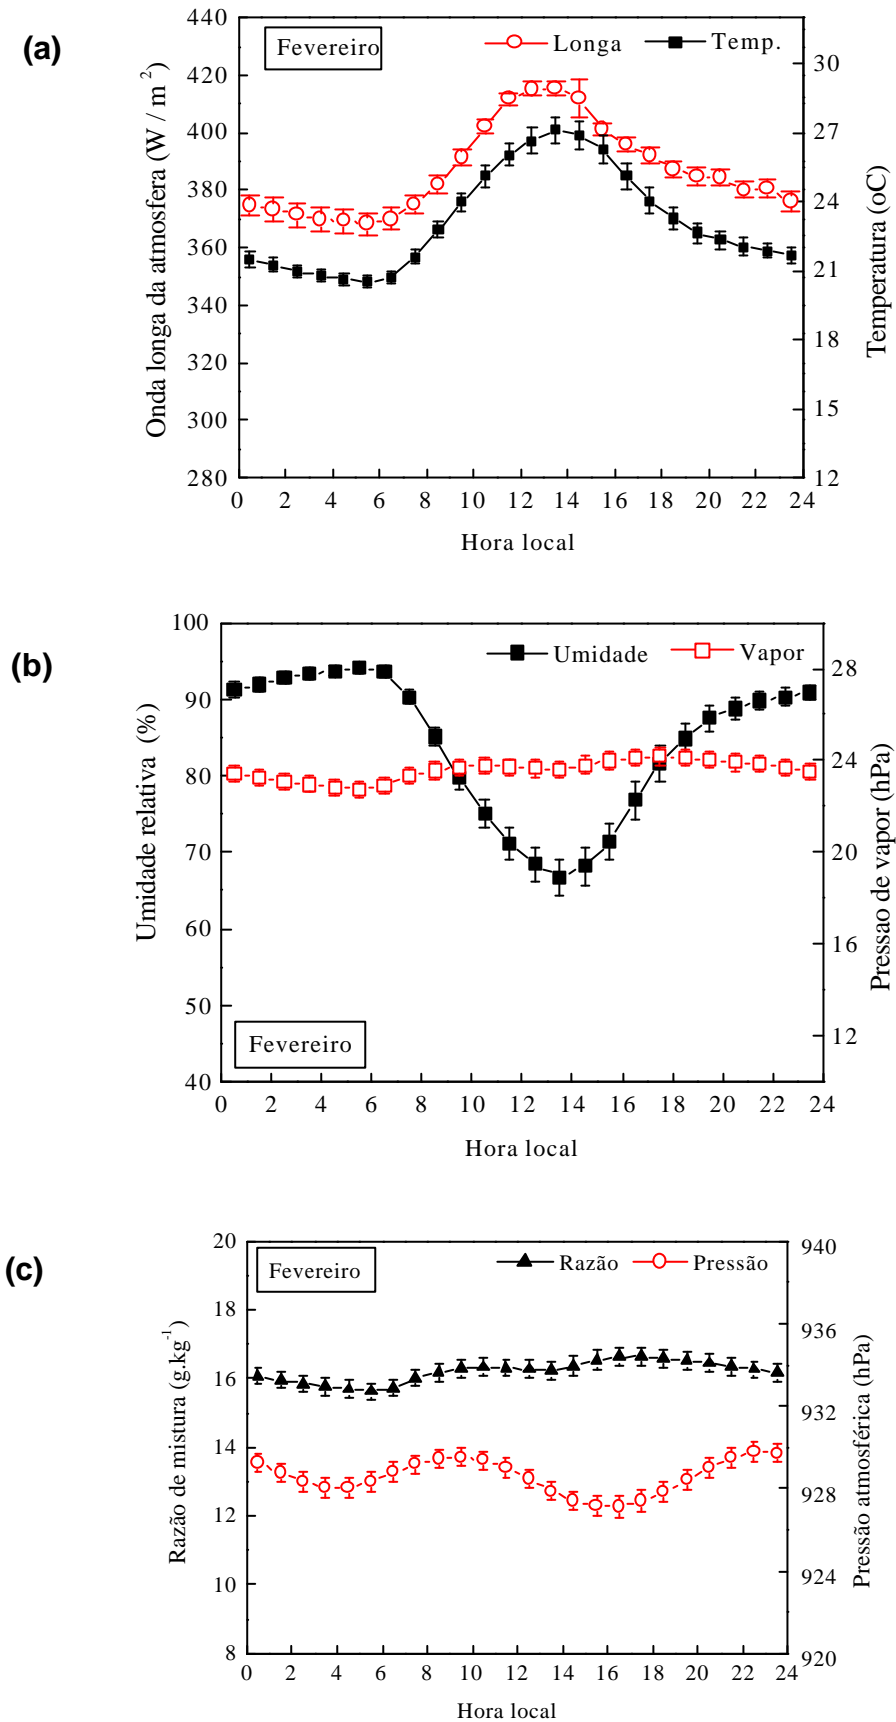 (a)
Fevereiro
Longa
Temp.
Onda longa da atmosfera (W / m²)
440
420
400
380
360
340
320
300
280
Temperatura (oC)
30
27
24
21
18
15
12
0 2 4 6 8 10 12 14 16 18 20 22 24
Hora local
(b)
Umidade
Vapor
Umidade relativa (%)
100
90
80
70
60
50
40
Pressao de vapor (hPa)
28
24
20
16
12
Fevereiro
0 2 4 6 8 10 12 14 16 18 20 22 24
Hora local
(c)
Fevereiro
Razão
Pressão
Razão de mistura (g.kg⁻¹)
20
18
16
14
12
10
8
Pressão atmosférica (hPa)
940
936
932
928
924
920
0 2 4 6 8 10 12 14 16 18 20 22 24
Hora local